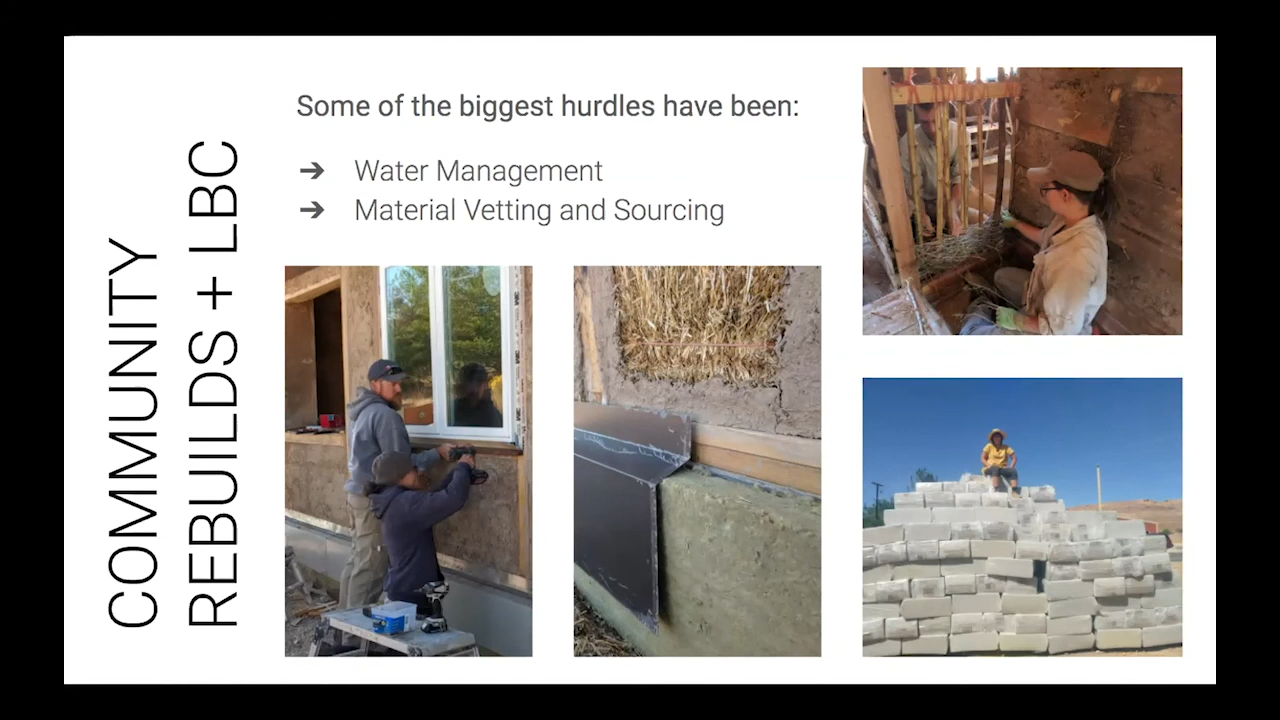 COMMUNITY
REBUILDS + LBC
Some of the biggest hurdles have been:
➔ Water Management
➔ Material Vetting and Sourcing